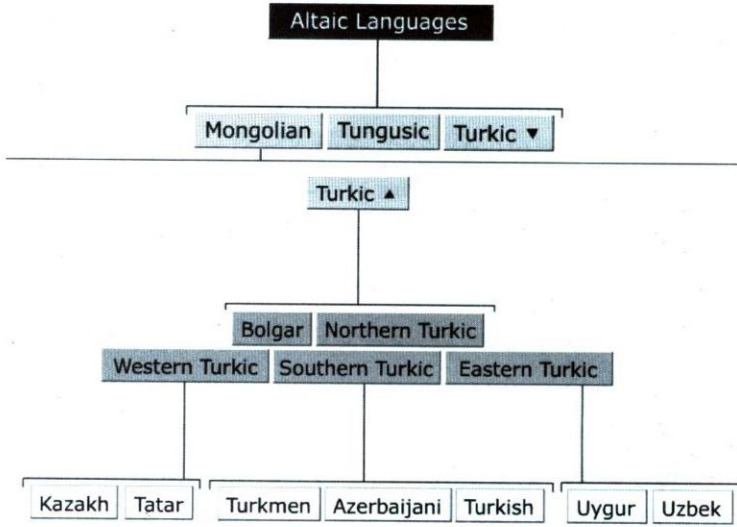 Altaic Languages
Mongolian Tungusic Turkic ▼
Turkic ▲
Bolgar Northern Turkic
Western Turkic Southern Turkic Eastern Turkic
Kazakh Tatar Turkmen Azerbaijani Turkish Uygur Uzbek